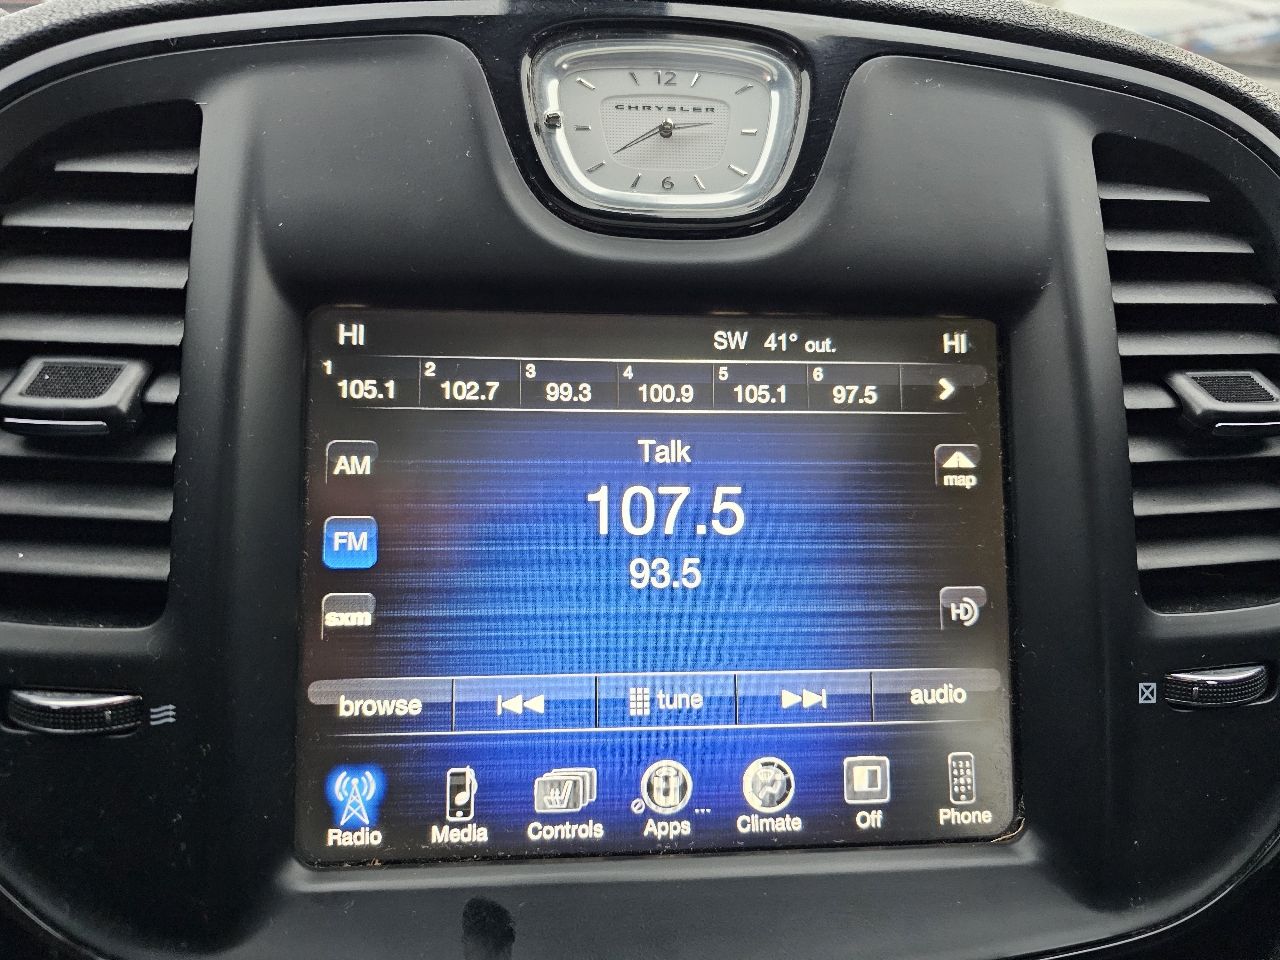 12
CHRYSLER
6
HI SW 41° out. HI
1 105.1 2 102.7 3 99.3 4 100.9 5 105.1 6 97.5
Talk
AM
map
107.5
FM
93.5
sxm
HD
browse tune audio
Radio Media Controls Apps ... Climate Off Phone